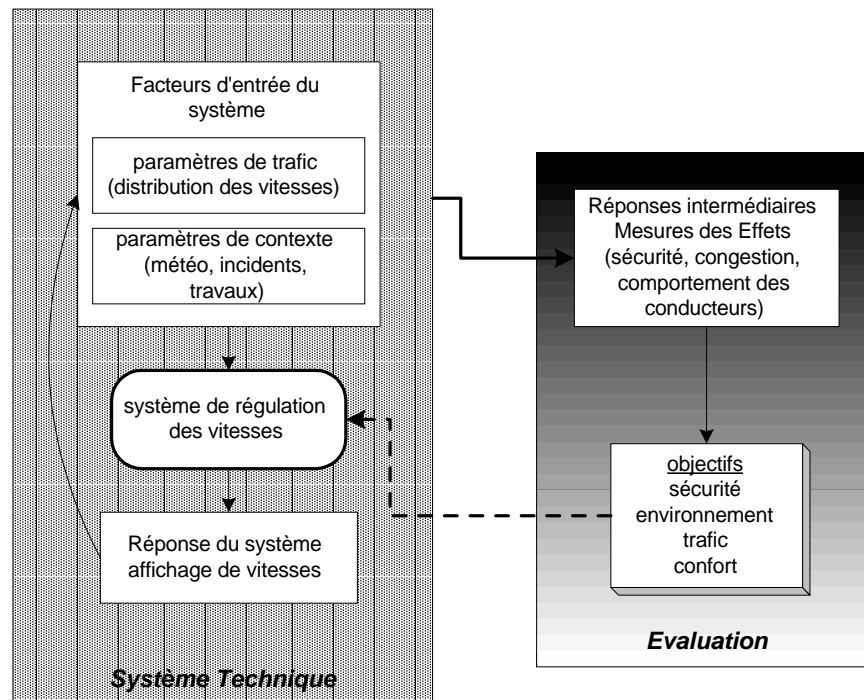 Facteurs d'entrée du
système
paramètres de trafic
(distribution des vitesses)
paramètres de contexte
(météo, incidents,
travaux)
système de régulation
des vitesses
Réponse du système
affichage de vitesses
Système Technique
Réponses intermédiaires
Mesures des Effets
(sécurité, congestion,
comportement des
conducteurs)
objectifs
sécurité
environnement
trafic
confort
Evaluation